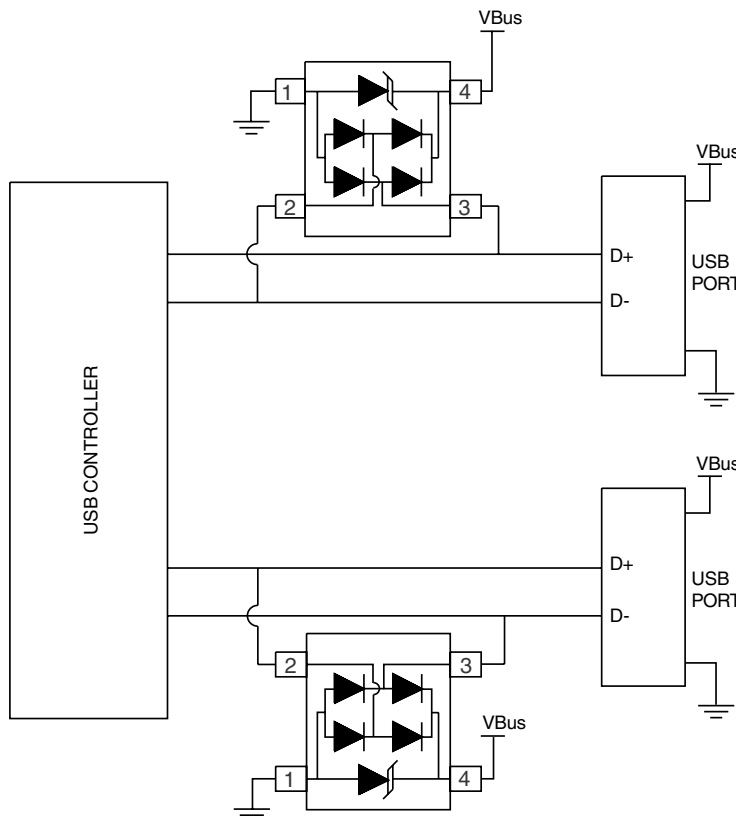 VBus
1
4
2
3
VBus
D+
D-
USB
PORT
USB CONTROLLER
VBus
D+
D-
USB
PORT
2
3
VBus
1
4